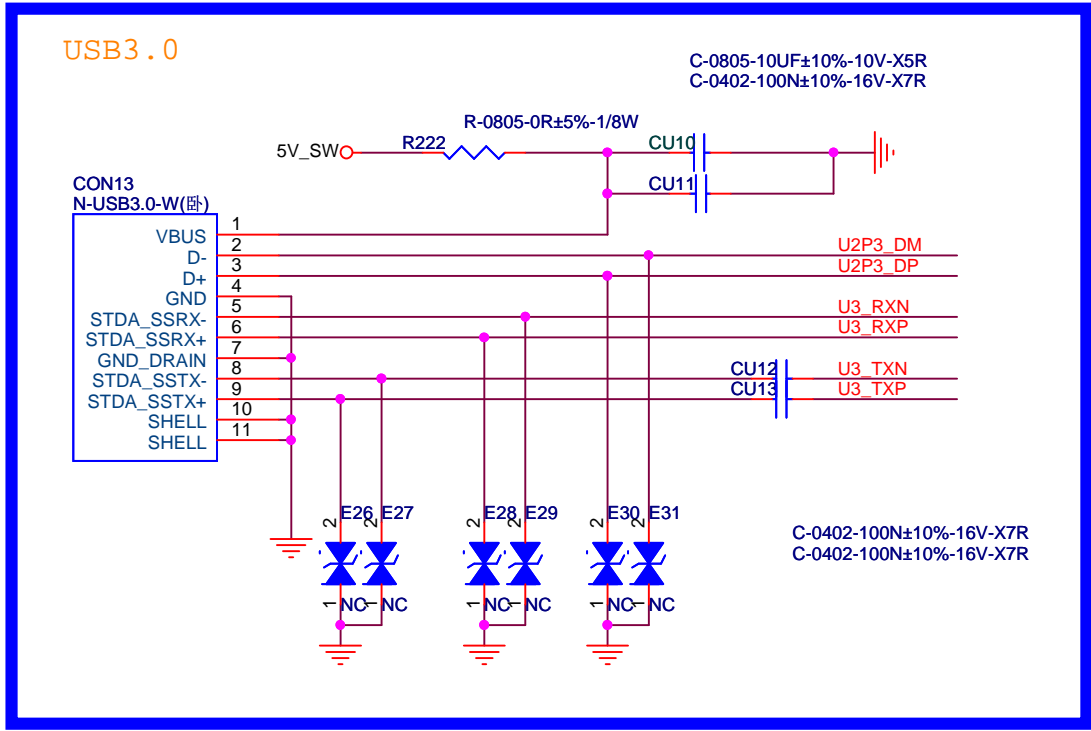 USB3.0
C-0805-10UF±10%-10V-X5R
C-0402-100N±10%-16V-X7R
R-0805-0R±5%-1/8W
5V_SW
R222
CU10
CU11
CON13
N-USB3.0-W(卧)
1
VBUS
2
D-
U2P3_DM
3
D+
U2P3_DP
4
GND
5
STDA_SSRX-
U3_RXN
6
STDA_SSRX+
U3_RXP
7
GND_DRAIN
8
STDA_SSTX-
CU12
U3_TXN
9
STDA_SSTX+
CU13
U3_TXP
10
SHELL
11
SHELL
2 E26 2 E27 2 E28 2 E29 2 E30 2 E31
C-0402-100N±10%-16V-X7R
C-0402-100N±10%-16V-X7R
1 NC 1 NC 1 NC 1 NC 1 NC 1 NC